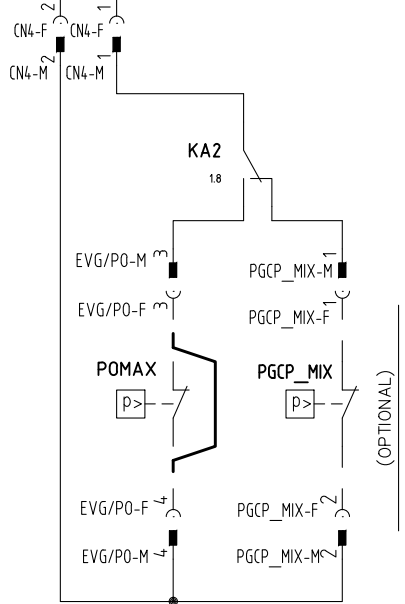 2 1
CN4-F CN4-F
2 1
CN4-M CN4-M
KA2
1.8
EVG/PO-M 3
PGCP_MIX-M 1
EVG/PO-F 3
PGCP_MIX-F 1
POMAX
PGCP_MIX
P> P>
(OPTIONAL)
EVG/PO-F 4
PGCP_MIX-F 2
EVG/PO-M 4
PGCP_MIX-M 2